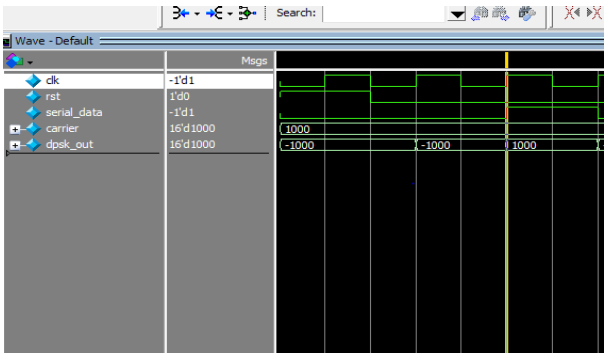 Search:
Wave - Default
Msgs
clk -1'd1
rst 1'd0
serial_data -1'd1
carrier 16'd1000 1000
dpsk_out 16'd1000 -1000 -1000 1000